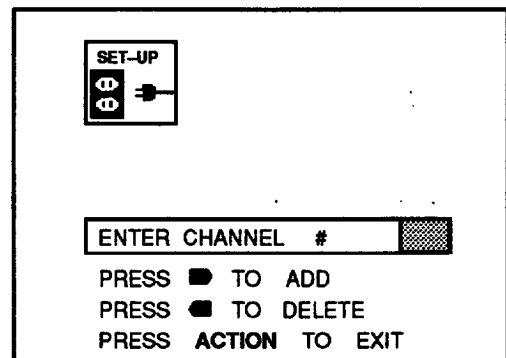 SET-UP
ENTER CHANNEL #
PRESS TO ADD
PRESS TO DELETE
PRESS ACTION TO EXIT